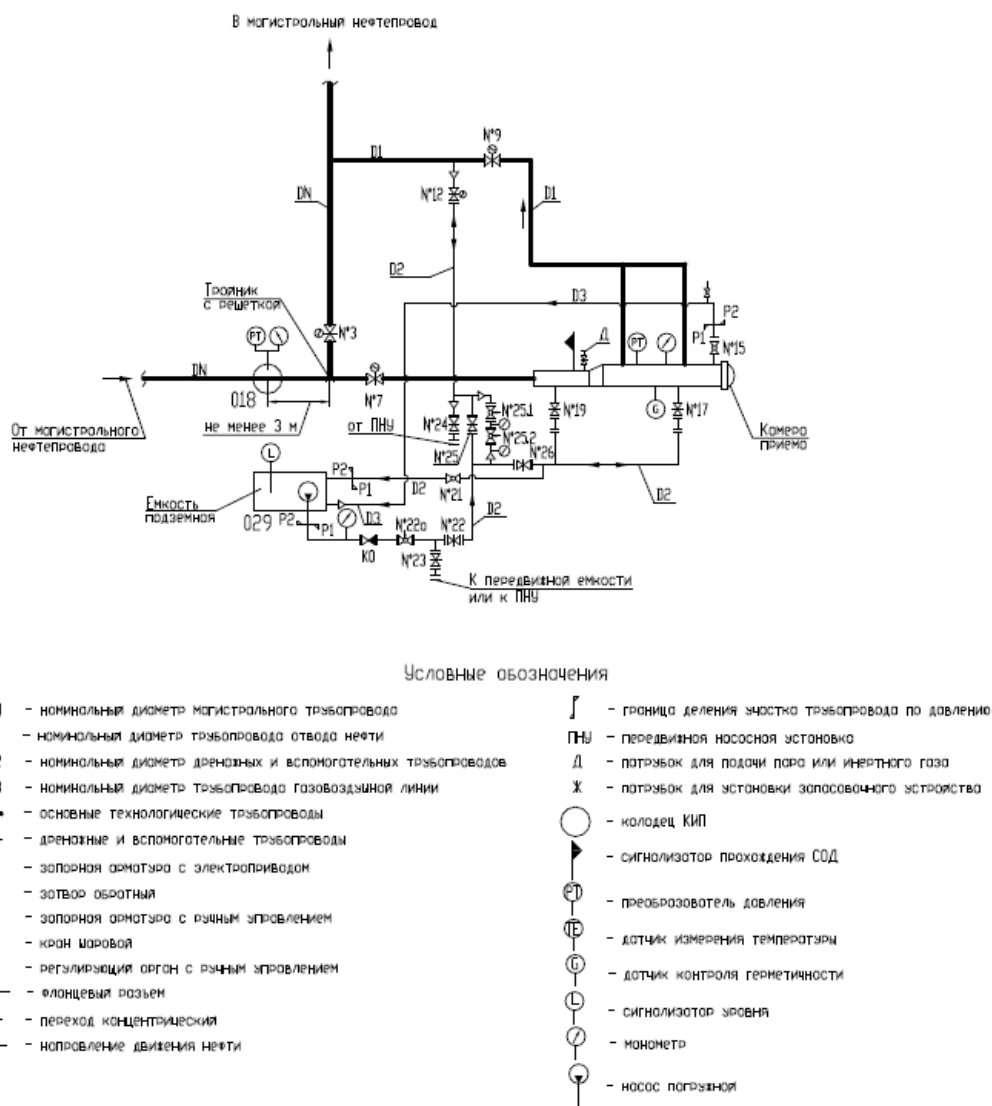 В магистральный нефтепровод
N°9
D1
N°12
DN
D1
D2
Тройник
с решеткой
D3
P2
PT
N°3
Д
PT
P1
N°15
DN
018
N°7
N°19
G
N°17
От магистрального
нефтепровода
не менее 3 м
от ПНУ
N°24
N°25.1
Камера
приема
N°25.2
N°25
N°26
L
P2
P1
D2
N°21
D2
Емкость
подземная
029
P2
P1
D3
N°22а
N°22
D2
КО
N°23
К передвижной емкости
или к ПНУ
Условные обозначения
- номинальный диаметр магистрального трубопровода
- номинальный диаметр трубопровода отвода нефти
- номинальный диаметр дренажных и вспомогательных трубопроводов
- номинальный диаметр трубопровода газовоздушной линии
- основные технологические трубопроводы
- дренажные и вспомогательные трубопроводы
- запорная арматура с электроприводом
- затвор обратный
- запорная арматура с ручным управлением
- кран шаровой
- регулирующий орган с ручным управлением
- фланцевый разъем
- переход концентрический
- направление движения нефти
- граница деления участка трубопровода по давлению
ПНУ - передвижная насосная установка
Д - патрубок для подачи пара или инертного газа
Ж - патрубок для установки запасовочного устройства
- колодец КИП
- сигнализатор прохождения СОД
PT - преобразователь давления
TE - датчик измерения температуры
G - датчик контроля герметичности
L - сигнализатор уровня
- манометр
- насос погружной